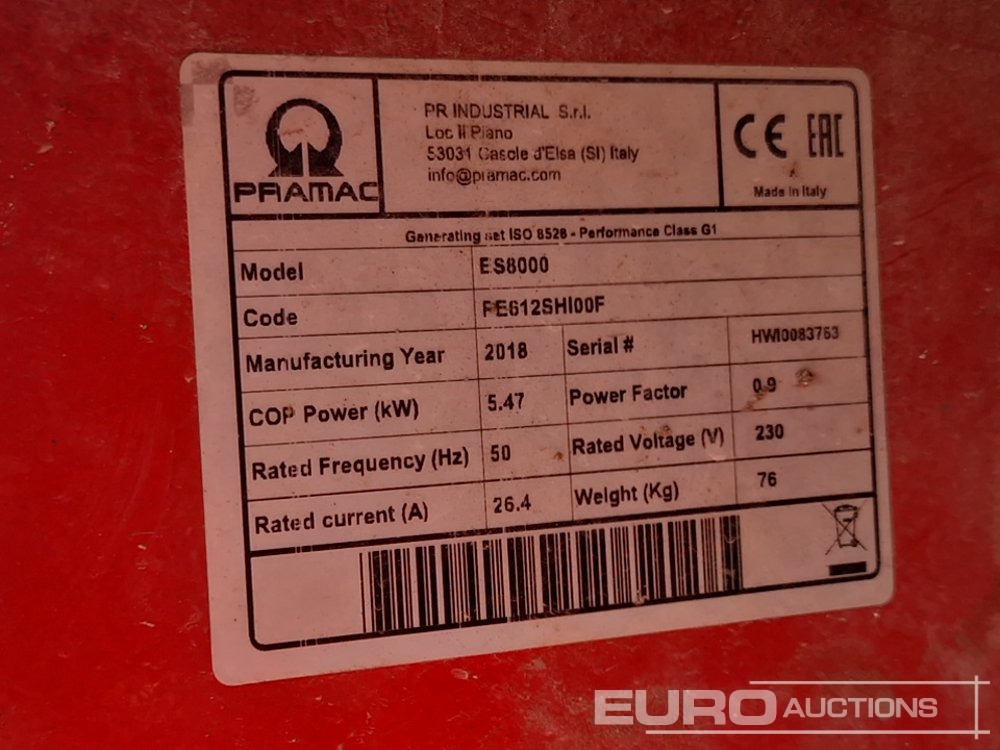 PRAMAC
PR INDUSTRIAL S.r.l.
Loc Il Piano
53031 Casole d'Elsa (SI) Italy
info@pramac.com
CE EAC
Made in Italy
Generating set ISO 8528 - Performance Class G1
Model ES8000
Code PE612SHI00F
Manufacturing Year 2018 Serial # HWI0083763
COP Power (kW) 5.47 Power Factor 0.9
Rated Frequency (Hz) 50 Rated Voltage (V) 230
Rated current (A) 26.4 Weight (Kg) 76
EURO AUCTIONS